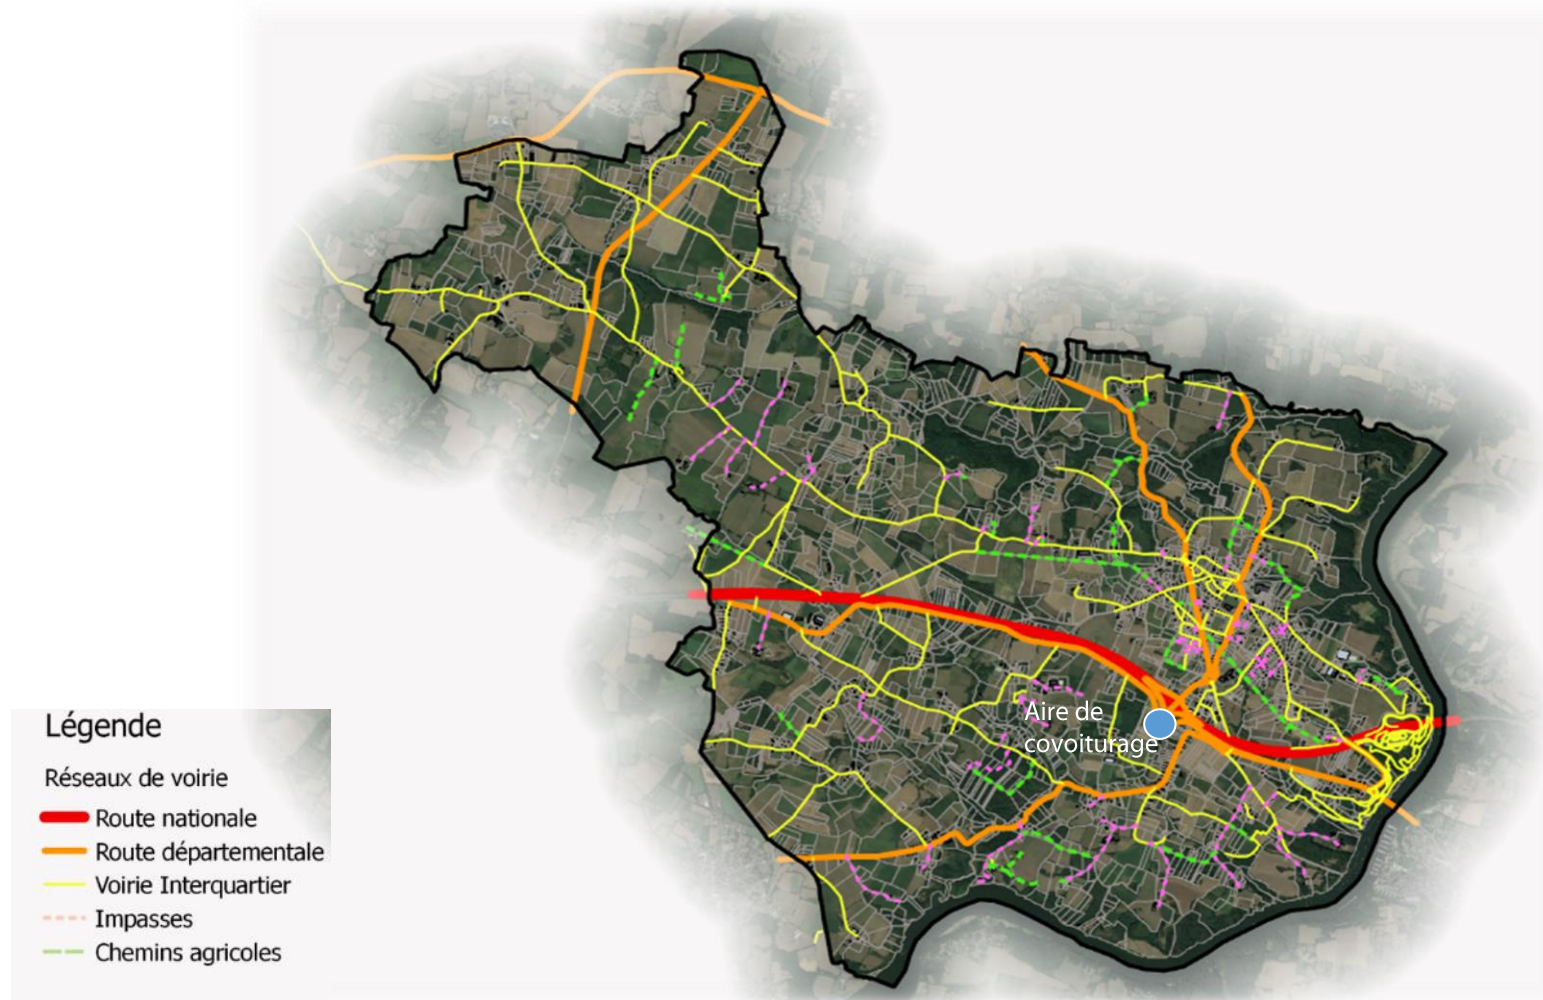 Aire de
covoiturage
Légende
Réseaux de voirie
Route nationale
Route départementale
Voirie Interquartier
Impasses
Chemins agricoles